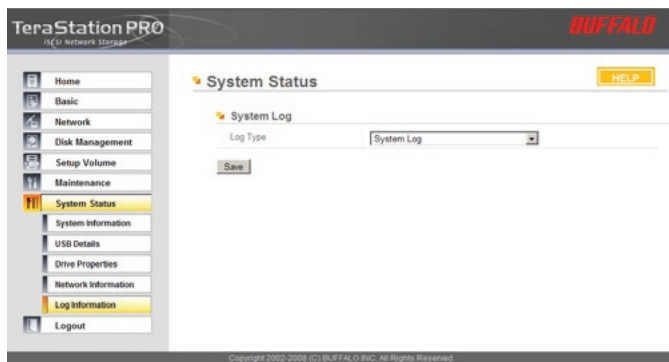 TeraStation PRO
iSCSI Network Storage
BUFFALO
Home
Basic
Network
Disk Management
Setup Volume
Maintenance
System Status
System Information
USB Details
Drive Properties
Network Information
Log Information
Logout
System Status
HELP
System Log
Log Type
System Log
Save
Copyright 2002-2008 (C) BUFFALO INC. All Rights Reserved.